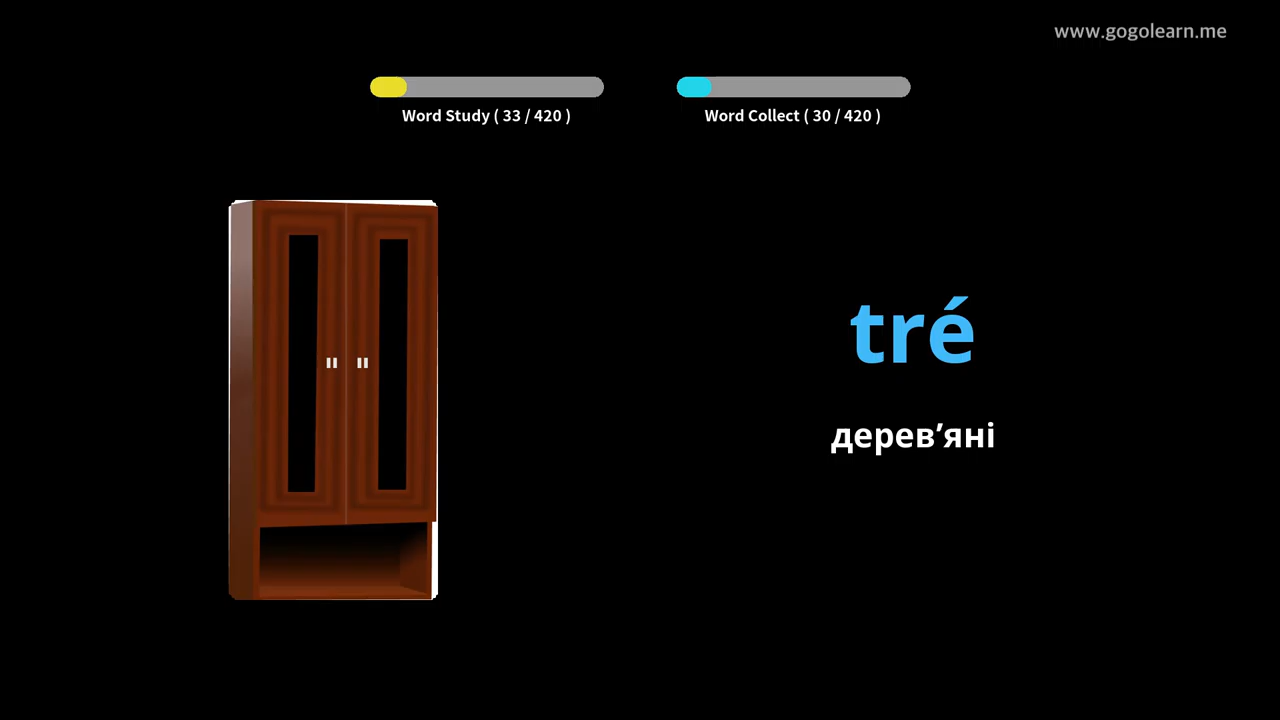 www.gogolearn.me
Word Study ( 33 / 420 )
Word Collect ( 30 / 420 )
tré
дерев’яні